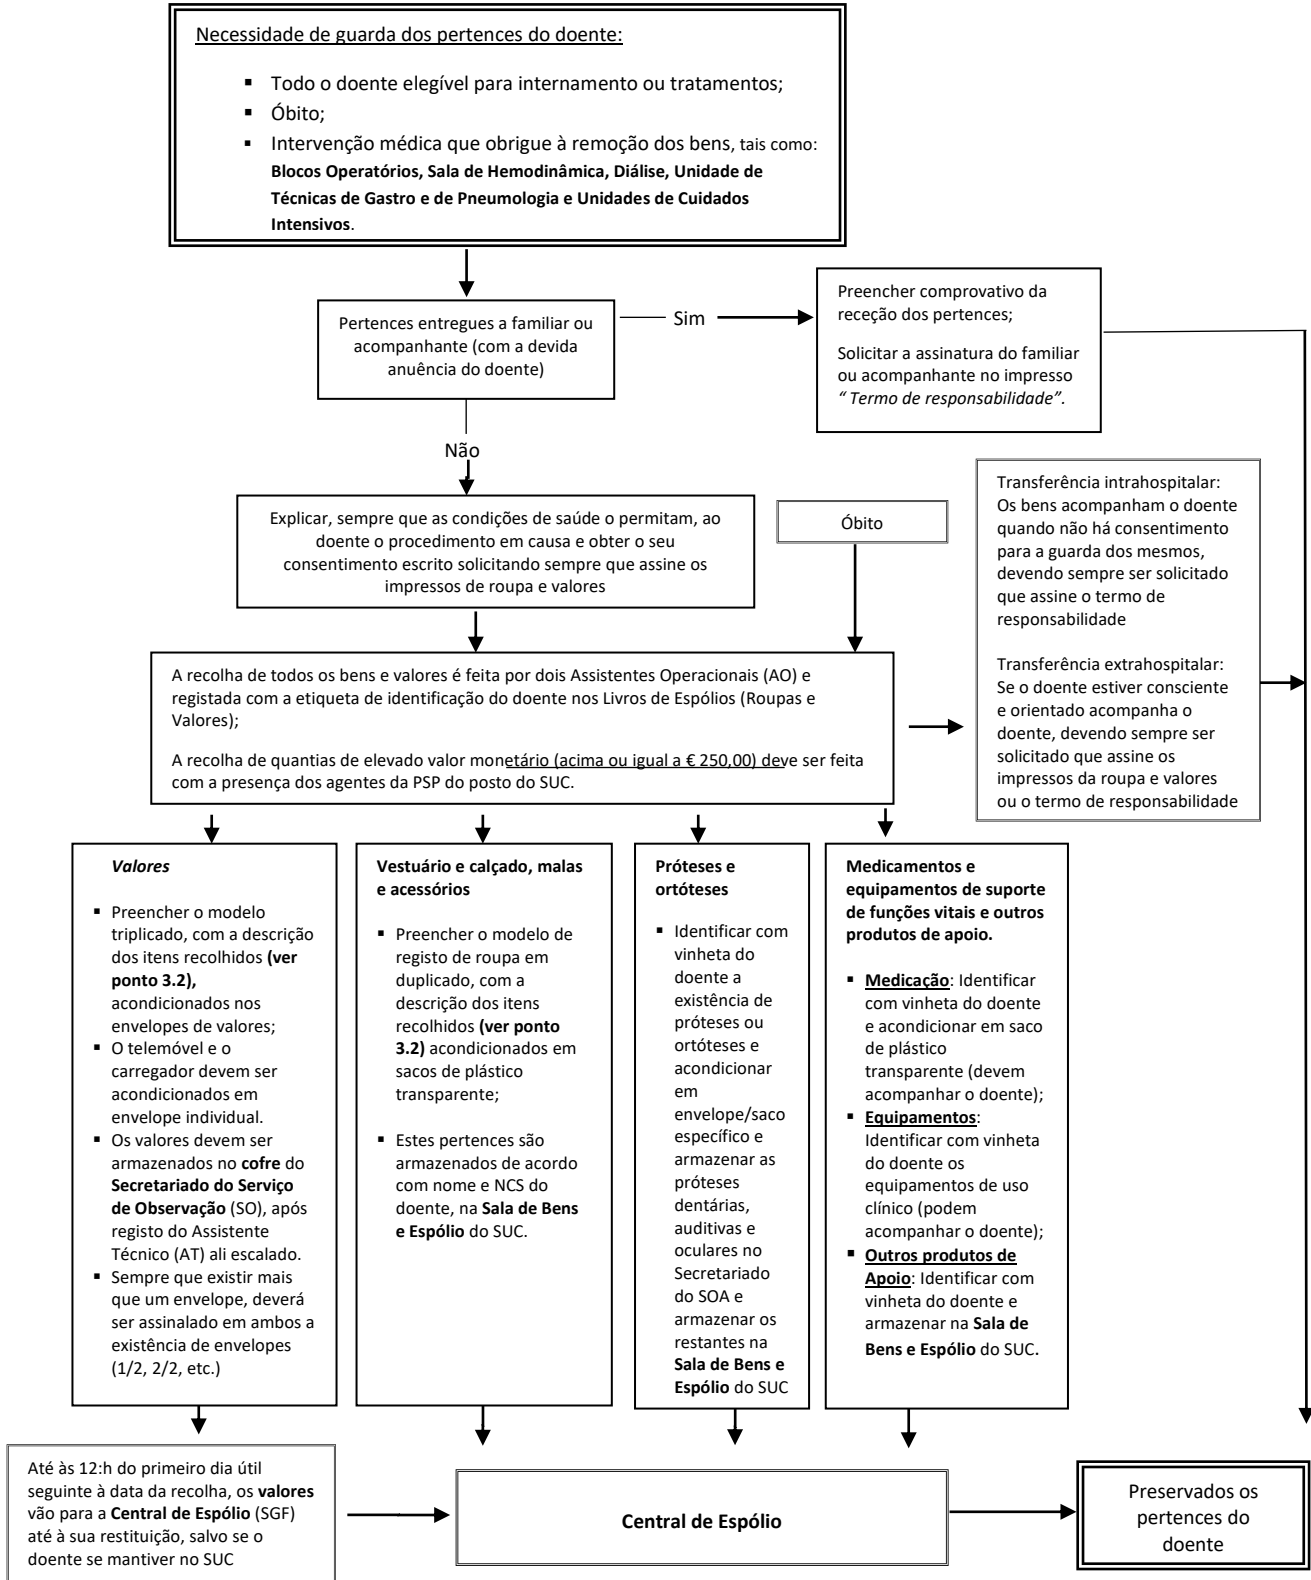 Necessidade de guarda dos pertences do doente:
▪ Todo o doente elegível para internamento ou tratamentos;
▪ Óbito;
▪ Intervenção médica que obrigue à remoção dos bens, tais como:
Blocos Operatórios, Sala de Hemodinâmica, Diálise, Unidade de
Técnicas de Gastro e de Pneumologia e Unidades de Cuidados
Intensivos.
Pertences entregues a familiar ou
acompanhante (com a devida
anuência do doente)
Sim
Preencher comprovativo da
receção dos pertences;
Solicitar a assinatura do familiar
ou acompanhante no impresso
“ Termo de responsabilidade”.
Não
Explicar, sempre que as condições de saúde o permitam, ao
doente o procedimento em causa e obter o seu
consentimento escrito solicitando sempre que assine os
impressos de roupa e valores
Óbito
Transferência intrahospitalar:
Os bens acompanham o doente
quando não há consentimento
para a guarda dos mesmos,
devendo sempre ser solicitado
que assine o termo de
responsabilidade
Transferência extrahospitalar:
Se o doente estiver consciente
e orientado acompanha o
doente, devendo sempre ser
solicitado que assine os
impressos da roupa e valores
ou o termo de responsabilidade
A recolha de todos os bens e valores é feita por dois Assistentes Operacionais (AO) e
registada com a etiqueta de identificação do doente nos Livros de Espólios (Roupas e
Valores);
A recolha de quantias de elevado valor monetário (acima ou igual a € 250,00) deve ser feita
com a presença dos agentes da PSP do posto do SUC.
Valores
▪ Preencher o modelo
triplicado, com a descrição
dos itens recolhidos (ver
ponto 3.2),
acondicionados nos
envelopes de valores;
▪ O telemóvel e o
carregador devem ser
acondicionados em
envelope individual.
▪ Os valores devem ser
armazenados no cofre do
Secretariado do Serviço
de Observação (SO), após
registo do Assistente
Técnico (AT) ali escalado.
▪ Sempre que existir mais
que um envelope, deverá
ser assinalado em ambos a
existência de envelopes
(1/2, 2/2, etc.)
Vestuário e calçado, malas
e acessórios
▪ Preencher o modelo de
registo de roupa em
duplicado, com a
descrição dos itens
recolhidos (ver ponto
3.2) acondicionados em
sacos de plástico
transparente;
▪ Estes pertences são
armazenados de acordo
com nome e NCS do
doente, na Sala de Bens
e Espólio do SUC.
Próteses e
ortóteses
▪ Identificar com
vinheta do
doente a
existência de
próteses ou
ortóteses e
acondicionar
em
envelope/saco
específico e
armazenar as
próteses
dentárias,
auditivas e
oculares no
Secretariado
do SOA e
armazenar os
restantes na
Sala de Bens e
Espólio do SUC
Medicamentos e
equipamentos de suporte
de funções vitais e outros
produtos de apoio.
▪ Medicação: Identificar
com vinheta do doente
e acondicionar em saco
de plástico
transparente (devem
acompanhar o doente);
▪ Equipamentos:
Identificar com vinheta
do doente os
equipamentos de uso
clínico (podem
acompanhar o doente);
▪ Outros produtos de
Apoio: Identificar com
vinheta do doente e
armazenar na Sala de
Bens e Espólio do SUC.
Até às 12:h do primeiro dia útil
seguinte à data da recolha, os valores
vão para a Central de Espólio (SGF)
até à sua restituição, salvo se o
doente se mantiver no SUC
Central de Espólio
Preservados os
pertences do
doente